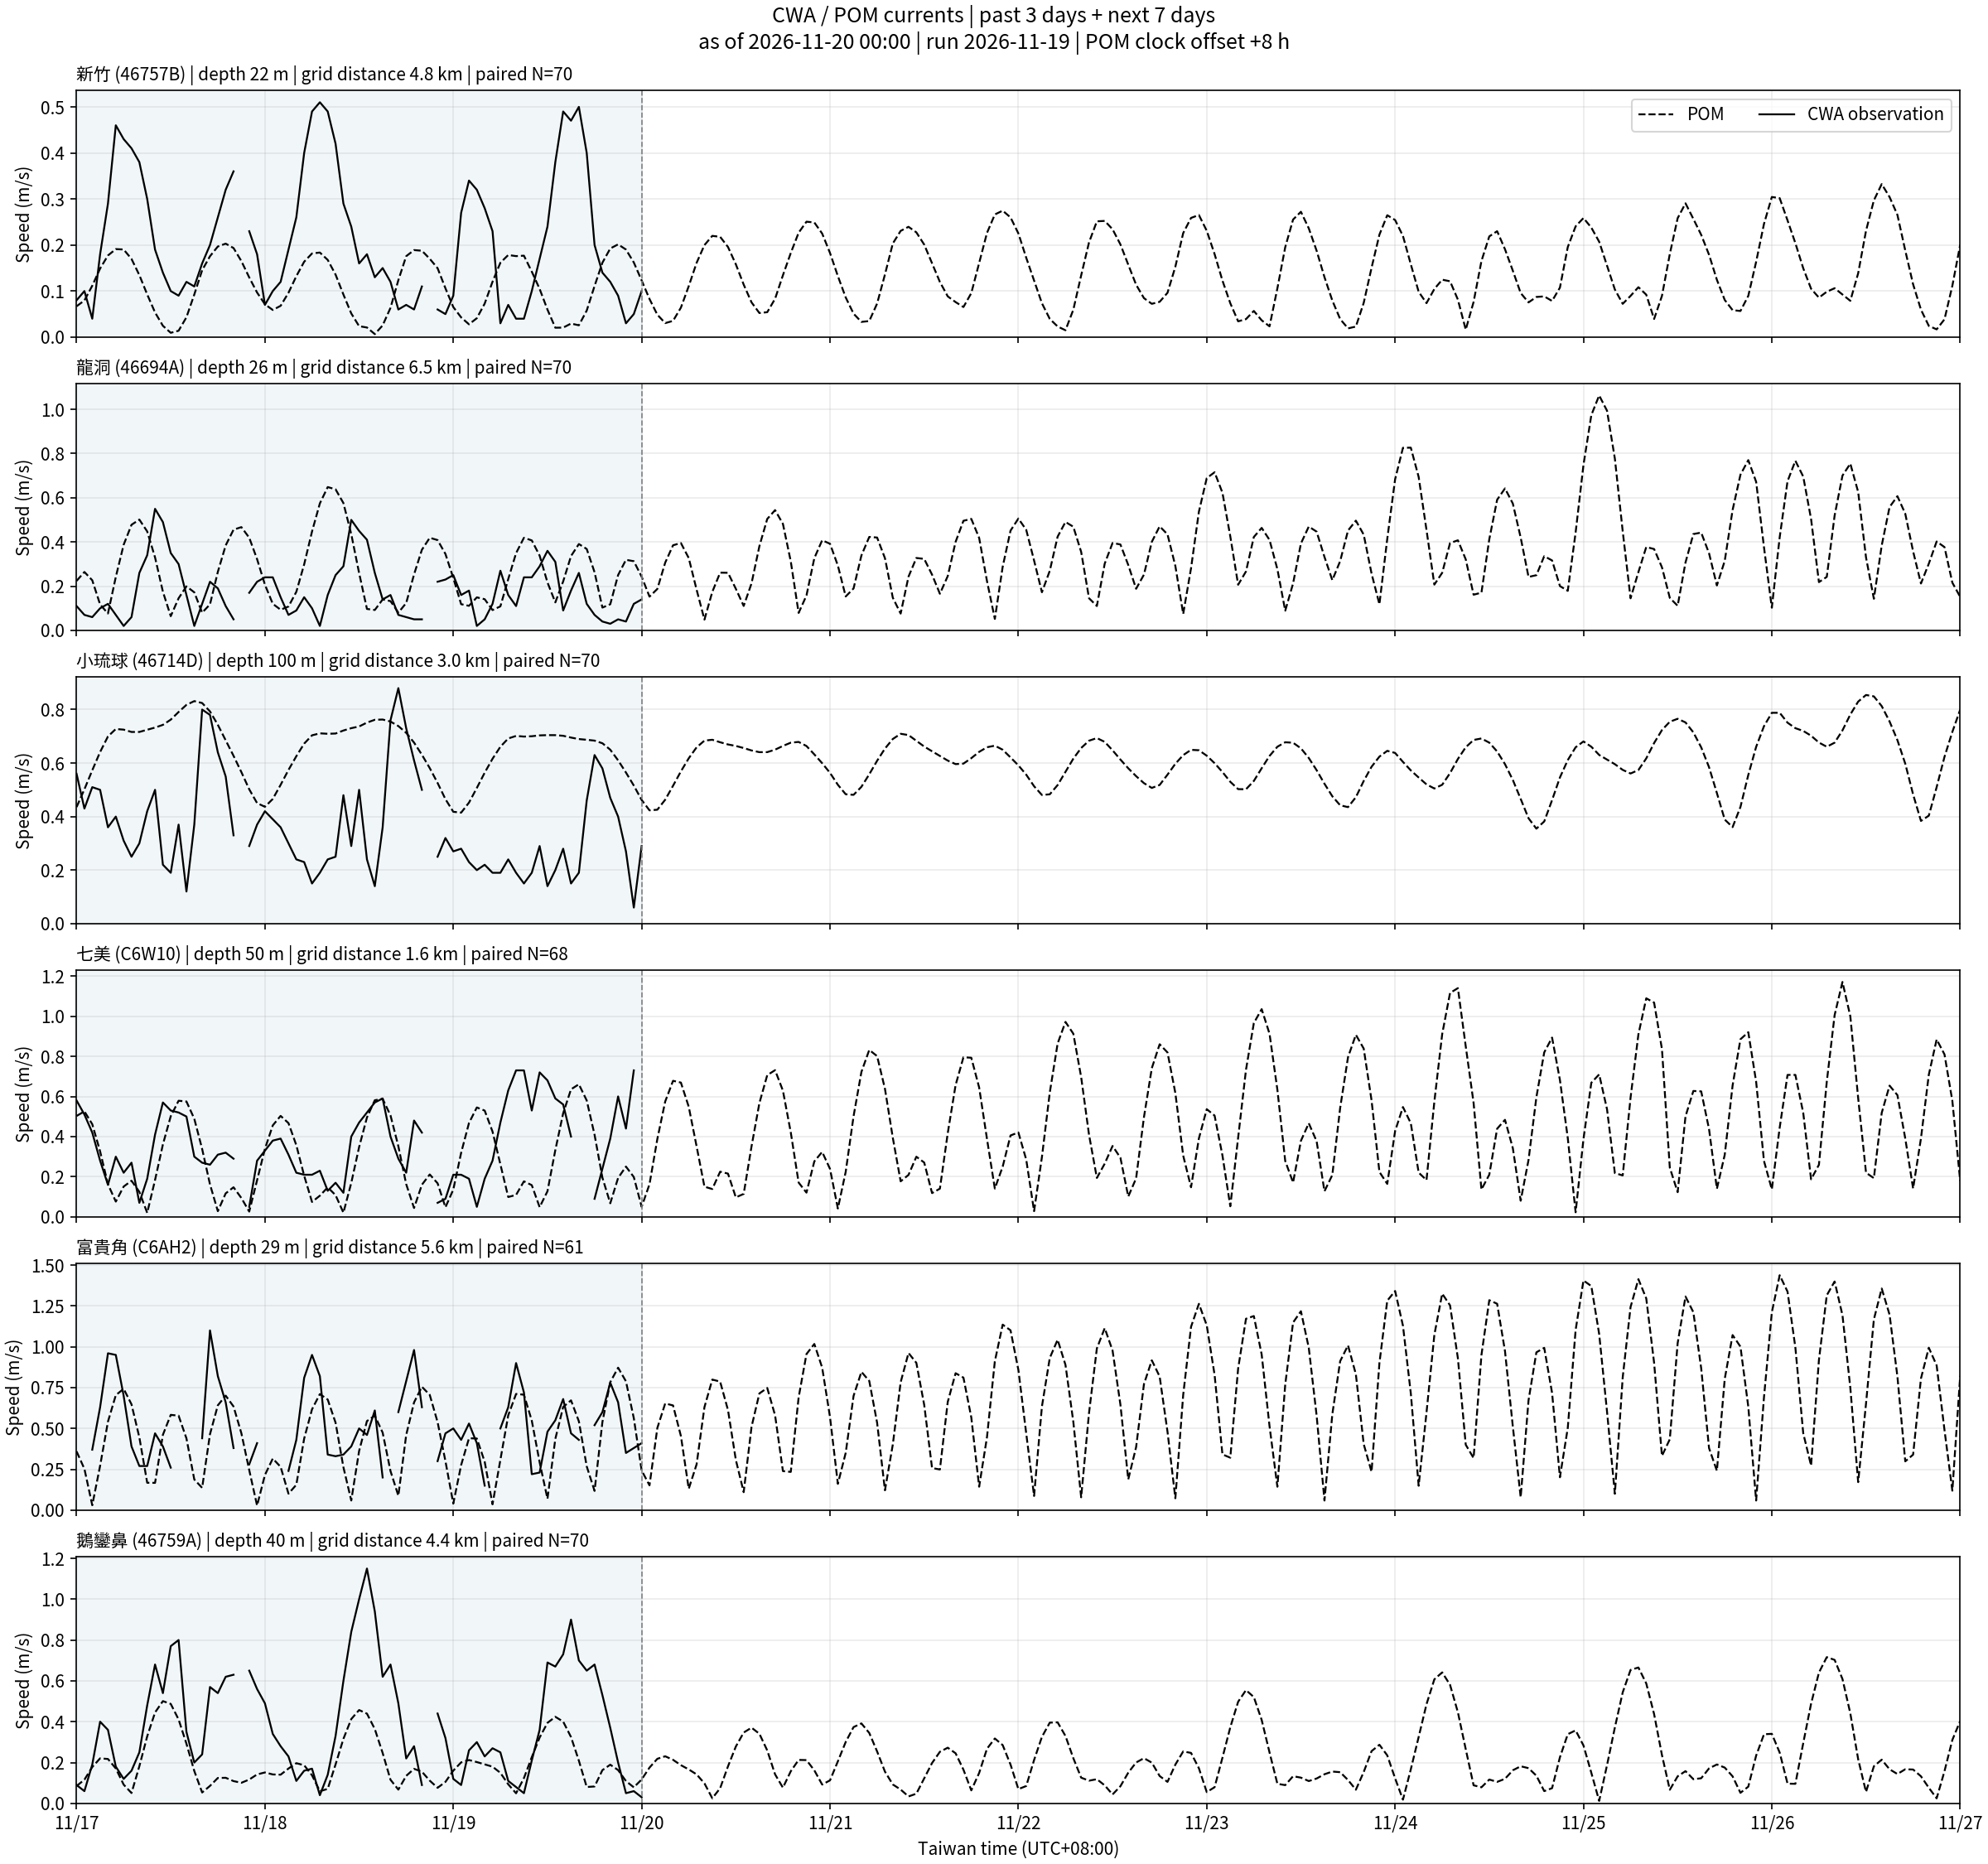 CWA / POM currents | past 3 days + next 7 days
as of 2026-11-20 00:00 | run 2026-11-19 | POM clock offset +8 h
新竹 (46757B) | depth 22 m | grid distance 4.8 km | paired N=70
Speed (m/s)
0.5
0.4
0.3
0.2
0.1
0.0
POM
CWA observation
龍洞 (46694A) | depth 26 m | grid distance 6.5 km | paired N=70
Speed (m/s)
1.0
0.8
0.6
0.4
0.2
0.0
小琉球 (46714D) | depth 100 m | grid distance 3.0 km | paired N=70
Speed (m/s)
0.8
0.6
0.4
0.2
0.0
七美 (C6W10) | depth 50 m | grid distance 1.6 km | paired N=68
Speed (m/s)
1.2
1.0
0.8
0.6
0.4
0.2
0.0
富貴角 (C6AH2) | depth 29 m | grid distance 5.6 km | paired N=61
Speed (m/s)
1.50
1.25
1.00
0.75
0.50
0.25
0.00
鵝鑾鼻 (46759A) | depth 40 m | grid distance 4.4 km | paired N=70
Speed (m/s)
1.2
1.0
0.8
0.6
0.4
0.2
0.0
11/17 11/18 11/19 11/20 11/21 11/22 11/23 11/24 11/25 11/26 11/27
Taiwan time (UTC+08:00)